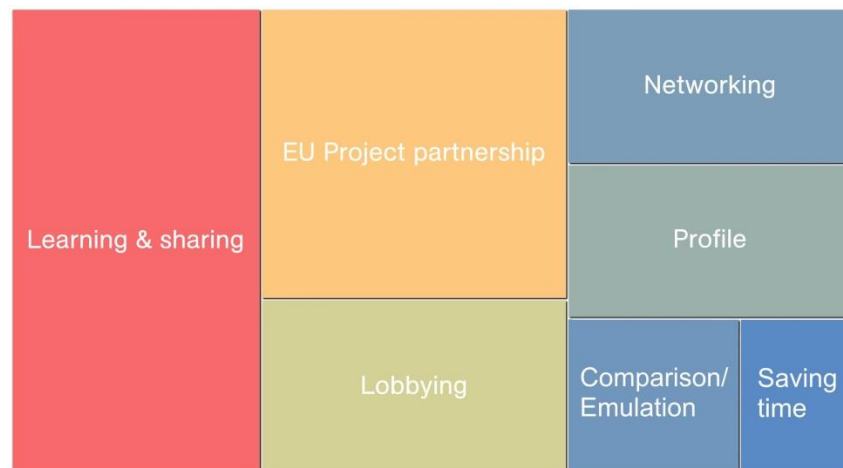 Learning & sharing
EU Project partnership
Lobbying
Networking
Profile
Comparison/
Emulation
Saving
time